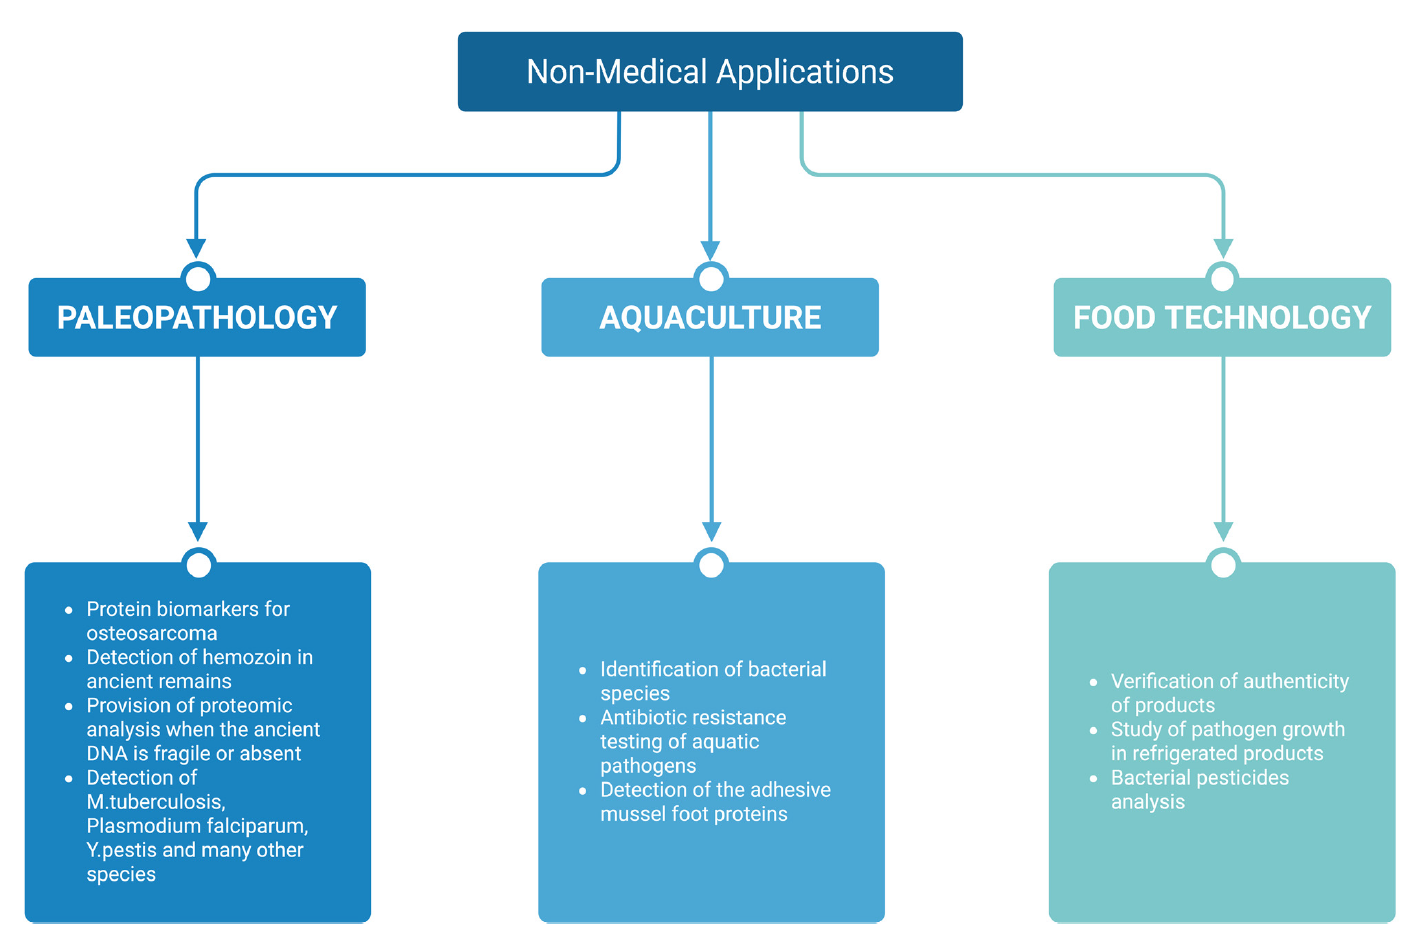 Non-Medical Applications
PALEOPATHOLOGY
AQUACULTURE
FOOD TECHNOLOGY
• Protein biomarkers for
osteosarcoma
• Detection of hemozoin in
ancient remains
• Provision of proteomic
analysis when the ancient
DNA is fragile or absent
• Detection of
M.tuberculosis,
Plasmodium falciparum,
Y.pestis and many other
species
• Identification of bacterial
species
• Antibiotic resistance
testing of aquatic
pathogens
• Detection of the adhesive
mussel foot proteins
• Verification of authenticity
of products
• Study of pathogen growth
in refrigerated products
• Bacterial pesticides
analysis